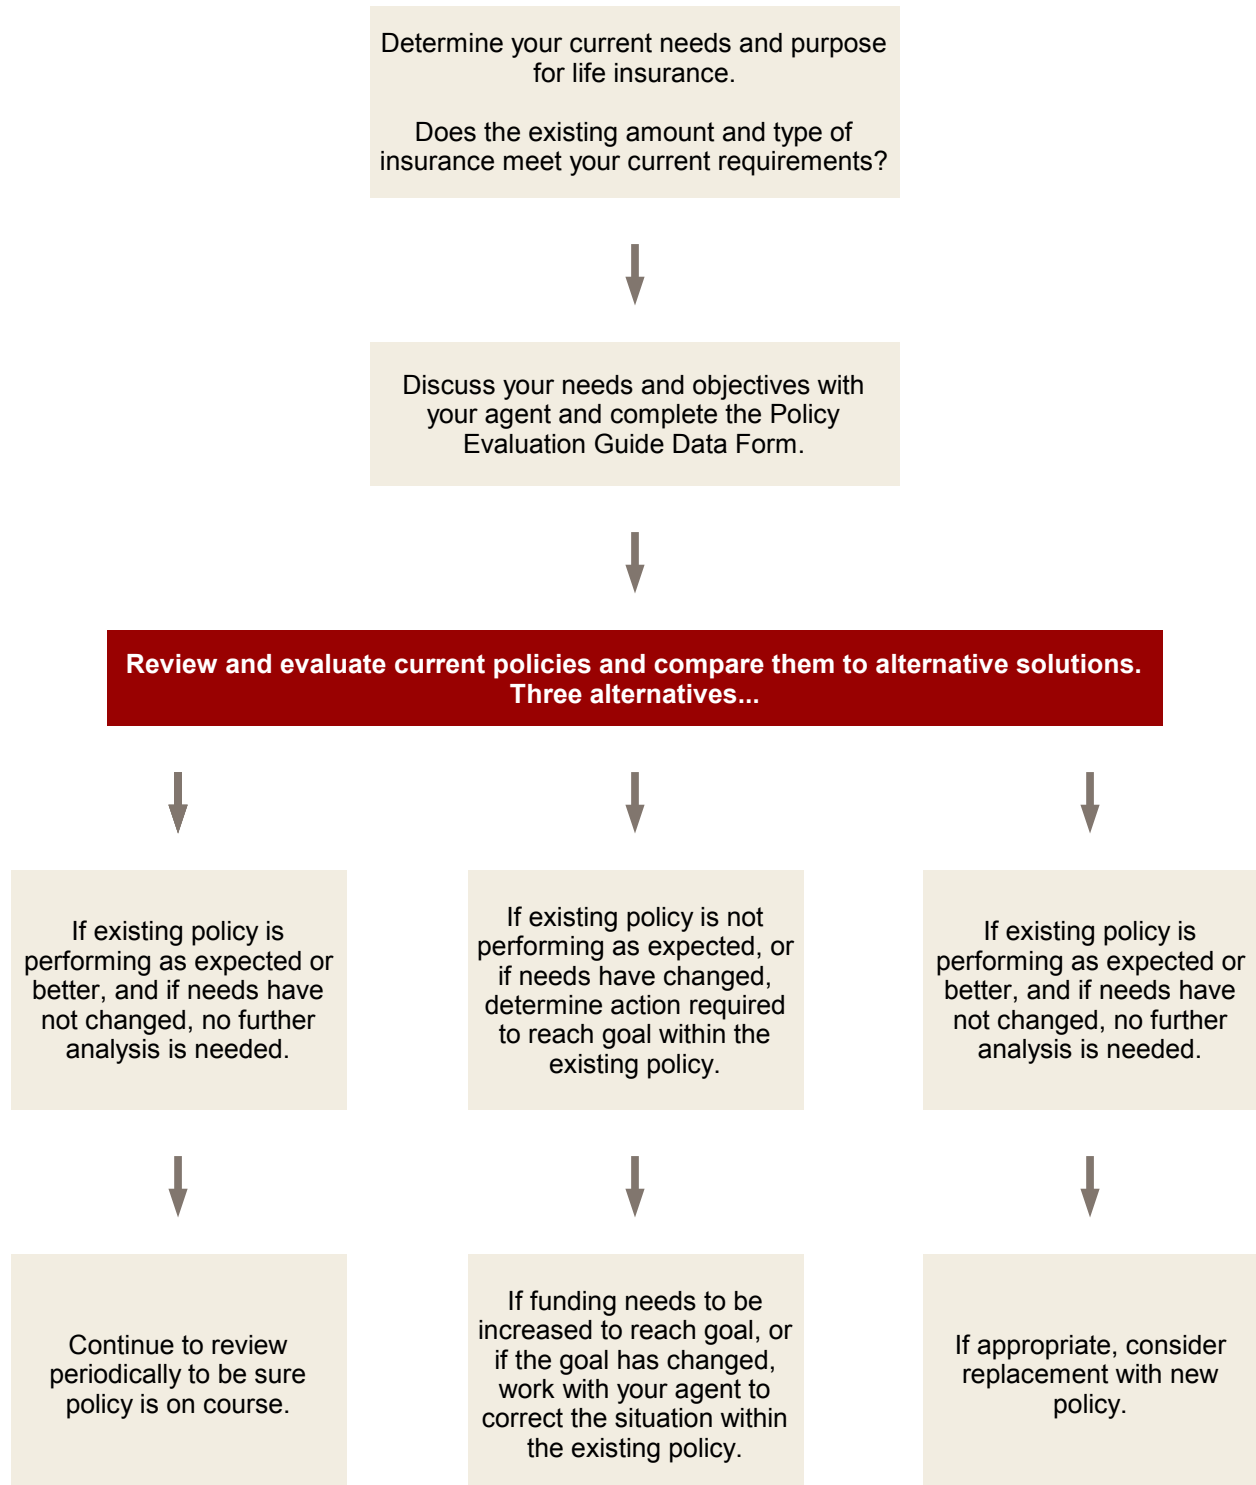 Determine your current needs and purpose
for life insurance.
Does the existing amount and type of
insurance meet your current requirements?
Discuss your needs and objectives with
your agent and complete the Policy
Evaluation Guide Data Form.
Review and evaluate current policies and compare them to alternative solutions.
Three alternatives...
If existing policy is
performing as expected or
better, and if needs have
not changed, no further
analysis is needed.
If existing policy is not
performing as expected, or
if needs have changed,
determine action required
to reach goal within the
existing policy.
If existing policy is
performing as expected or
better, and if needs have
not changed, no further
analysis is needed.
Continue to review
periodically to be sure
policy is on course.
If funding needs to be
increased to reach goal, or
if the goal has changed,
work with your agent to
correct the situation within
the existing policy.
If appropriate, consider
replacement with new
policy.